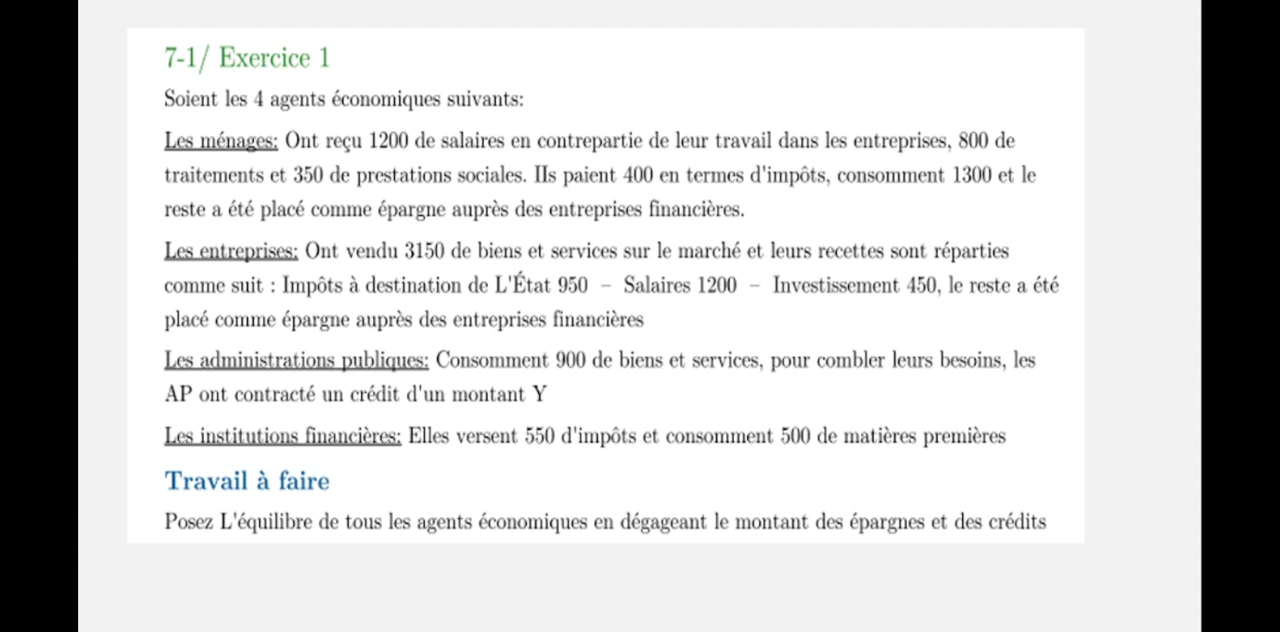 7-1/ Exercice 1
Soient les 4 agents économiques suivants:
Les ménages: Ont reçu 1200 de salaires en contrepartie de leur travail dans les entreprises, 800 de
traitements et 350 de prestations sociales. IIs paient 400 en termes d'impôts, consomment 1300 et le
reste a été placé comme épargne auprès des entreprises financières.
Les entreprises: Ont vendu 3150 de biens et services sur le marché et leurs recettes sont réparties
comme suit : Impôts à destination de L'État 950 – Salaires 1200 – Investissement 450, le reste a été
placé comme épargne auprès des entreprises financières
Les administrations publiques: Consomment 900 de biens et services, pour combler leurs besoins, les
AP ont contracté un crédit d'un montant Y
Les institutions financières: Elles versent 550 d'impôts et consomment 500 de matières premières
Travail à faire
Posez L'équilibre de tous les agents économiques en dégageant le montant des épargnes et des crédits